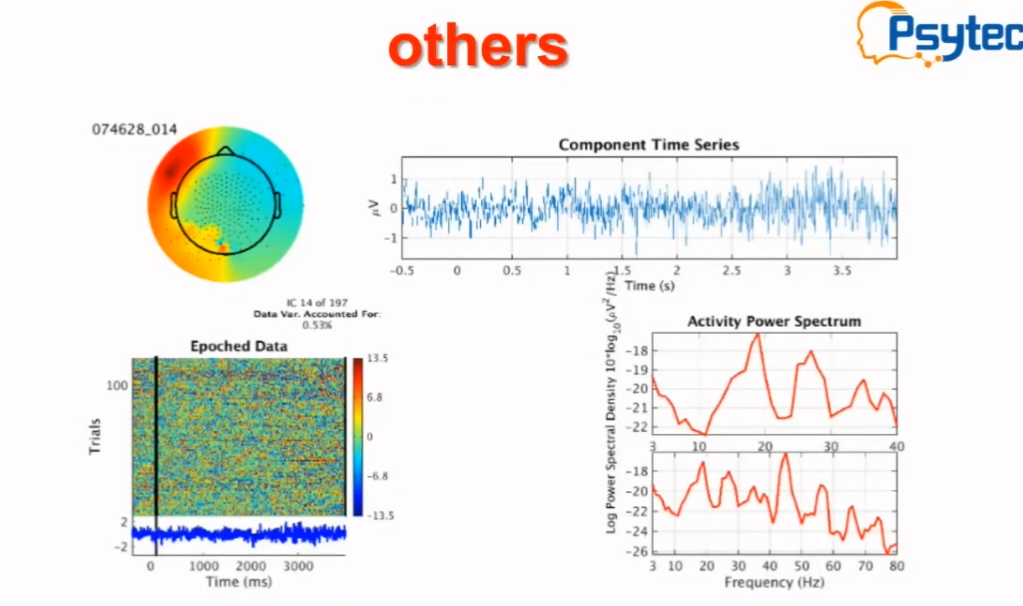 others
Psytec
074628_014
IC 14 of 197
Data Var. Accounted For:
0.53%
Component Time Series
μV
1
0
-1
-0.5 0 0.5 1 1.5 2 2.5 3 3.5
Time (s)
Epoched Data
Trials
100
13.5
6.8
0
-6.8
-13.5
2
-2
0 1000 2000 3000
Time (ms)
Activity Power Spectrum
Log Power Spectral Density 10*log10(μV2/Hz)
-18
-19
-20
-21
-22
3 10 20 30 40
-18
-20
-22
-24
-26
3 10 20 30 40 50 60 70 80
Frequency (Hz)